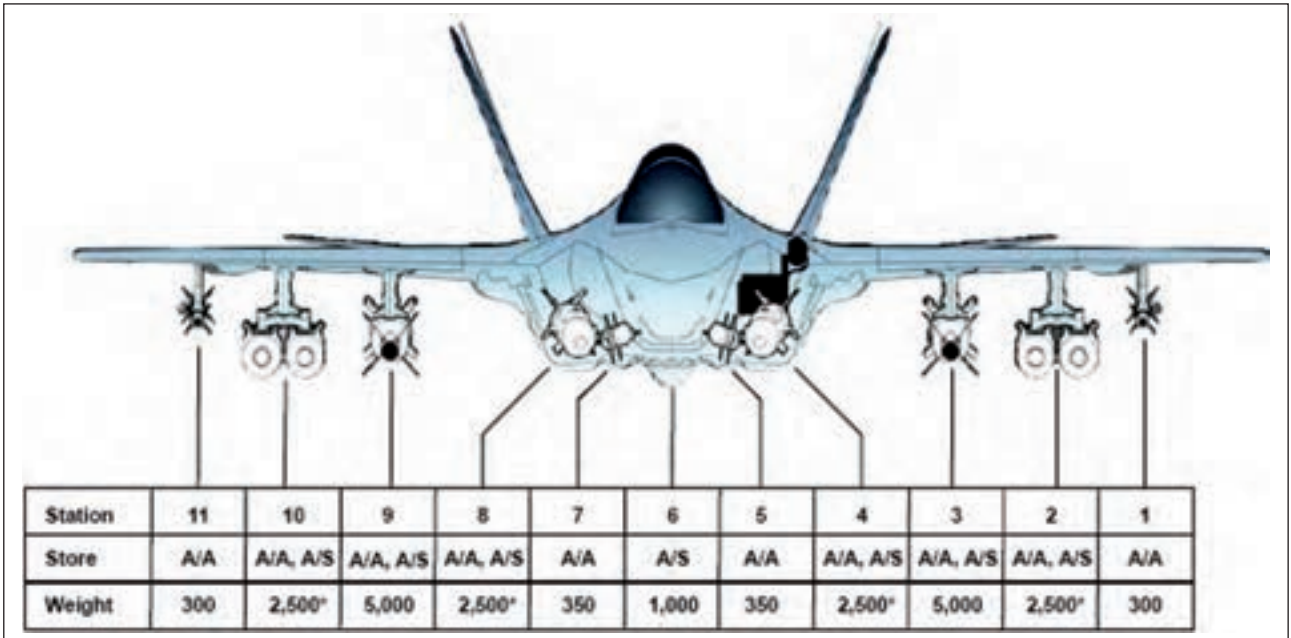 Station 11 10 9 8 7 6 5 4 3 2 1
Store A/A A/A, A/S A/A, A/S A/A, A/S A/A A/S A/A A/A, A/S A/A, A/S A/A, A/S A/A
Weight 300 2,500* 5,000 2,500* 350 1,000 350 2,500* 5,000 2,500* 300